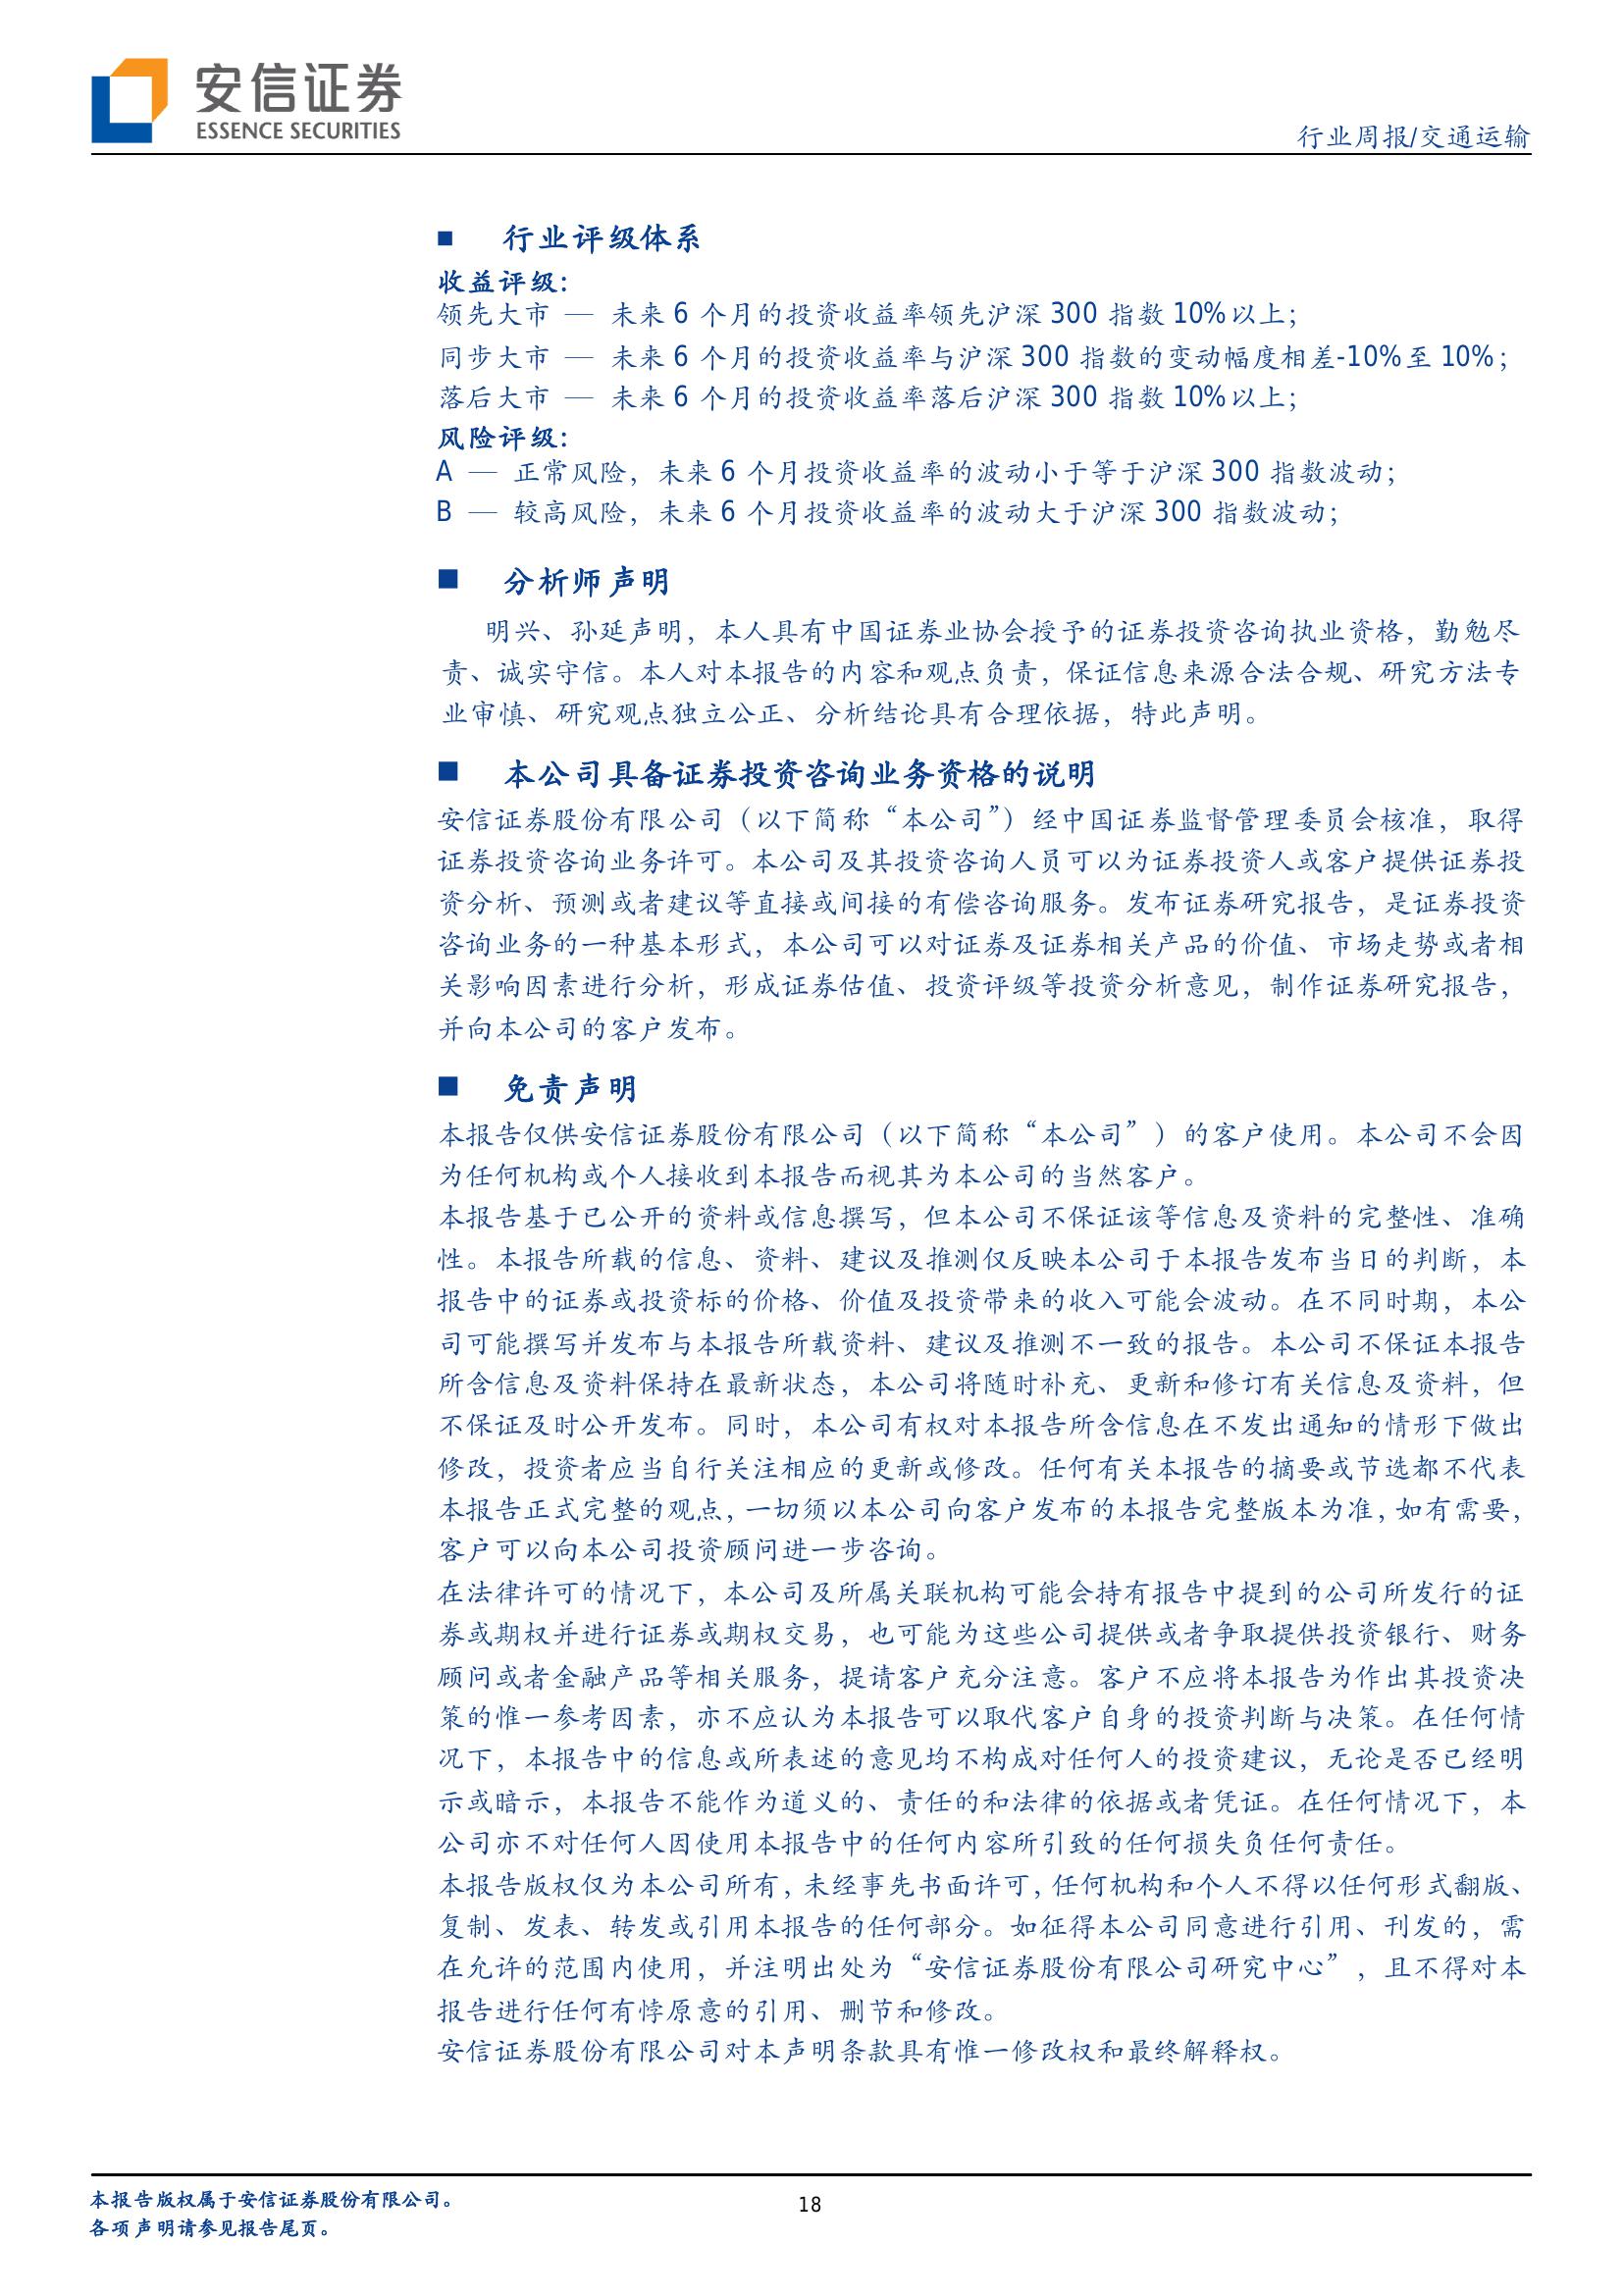 安信证券
ESSENCE SECURITIES
行业周报/交通运输
■ 行业评级体系
收益评级：
领先大市 — 未来 6 个月的投资收益率领先沪深 300 指数 10%以上；
同步大市 — 未来 6 个月的投资收益率与沪深 300 指数的变动幅度相差-10%至 10%；
落后大市 — 未来 6 个月的投资收益率落后沪深 300 指数 10%以上；
风险评级：
A — 正常风险，未来 6 个月投资收益率的波动小于等于沪深 300 指数波动；
B — 较高风险，未来 6 个月投资收益率的波动大于沪深 300 指数波动；
■ 分析师声明
明兴、孙延声明，本人具有中国证券业协会授予的证券投资咨询执业资格，勤勉尽
责、诚实守信。本人对本报告的内容和观点负责，保证信息来源合法合规、研究方法专
业审慎、研究观点独立公正、分析结论具有合理依据，特此声明。
■ 本公司具备证券投资咨询业务资格的说明
安信证券股份有限公司（以下简称“本公司”）经中国证券监督管理委员会核准，取得
证券投资咨询业务许可。本公司及其投资咨询人员可以为证券投资人或客户提供证券投
资分析、预测或者建议等直接或间接的有偿咨询服务。发布证券研究报告，是证券投资
咨询业务的一种基本形式，本公司可以对证券及证券相关产品的价值、市场走势或者相
关影响因素进行分析，形成证券估值、投资评级等投资分析意见，制作证券研究报告，
并向本公司的客户发布。
■ 免责声明
本报告仅供安信证券股份有限公司（以下简称“本公司”）的客户使用。本公司不会因
为任何机构或个人接收到本报告而视其为本公司的当然客户。
本报告基于已公开的资料或信息撰写，但本公司不保证该等信息及资料的完整性、准确
性。本报告所载的信息、资料、建议及推测仅反映本公司于本报告发布当日的判断，本
报告中的证券或投资标的价格、价值及投资带来的收入可能会波动。在不同时期，本公
司可能撰写并发布与本报告所载资料、建议及推测不一致的报告。本公司不保证本报告
所含信息及资料保持在最新状态，本公司将随时补充、更新和修订有关信息及资料，但
不保证及时公开发布。同时，本公司有权对本报告所含信息在不发出通知的情形下做出
修改，投资者应当自行关注相应的更新或修改。任何有关本报告的摘要或节选都不代表
本报告正式完整的观点，一切须以本公司向客户发布的本报告完整版本为准，如有需要，
客户可以向本公司投资顾问进一步咨询。
在法律许可的情况下，本公司及所属关联机构可能会持有报告中提到的公司所发行的证
券或期权并进行证券或期权交易，也可能为这些公司提供或者争取提供投资银行、财务
顾问或者金融产品等相关服务，提请客户充分注意。客户不应将本报告为作出其投资决
策的惟一参考因素，亦不应认为本报告可以取代客户自身的投资判断与决策。在任何情
况下，本报告中的信息或所表述的意见均不构成对任何人的投资建议，无论是否已经明
示或暗示，本报告不能作为道义的、责任的和法律的依据或者凭证。在任何情况下，本
公司亦不对任何人因使用本报告中的任何内容所引致的任何损失负任何责任。
本报告版权仅为本公司所有，未经事先书面许可，任何机构和个人不得以任何形式翻版、
复制、发表、转发或引用本报告的任何部分。如征得本公司同意进行引用、刊发的，需
在允许的范围内使用，并注明出处为“安信证券股份有限公司研究中心”，且不得对本
报告进行任何有悖原意的引用、删节和修改。
安信证券股份有限公司对本声明条款具有惟一修改权和最终解释权。
本报告版权属于安信证券股份有限公司。
18
各项声明请参见报告尾页。